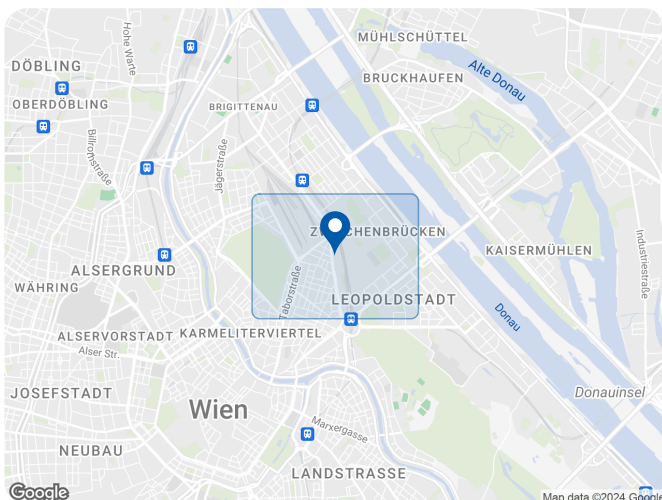 MÜHLSCHÜTTEL
Hohe Warte
DÖBLING
Alte Donau
BRUCKHAUFEN
OBERDÖBLING
BRIGITTENAU
Billrothstraße
Jägerstraße
ZWISCHENBRÜCKEN
KAISERMÜHLEN
Industriestraße
ALSERGRUND
WÄHRING
Taborstraße
LEOPOLDSTADT
Donau
ALSERVORSTADT
KARMELITERVIERTEL
Alser Str.
JOSEFSTADT
Donauinsel
Wien
Marxergasse
NEUBAU
LANDSTRASSE
Google
Map data ©2024 Google